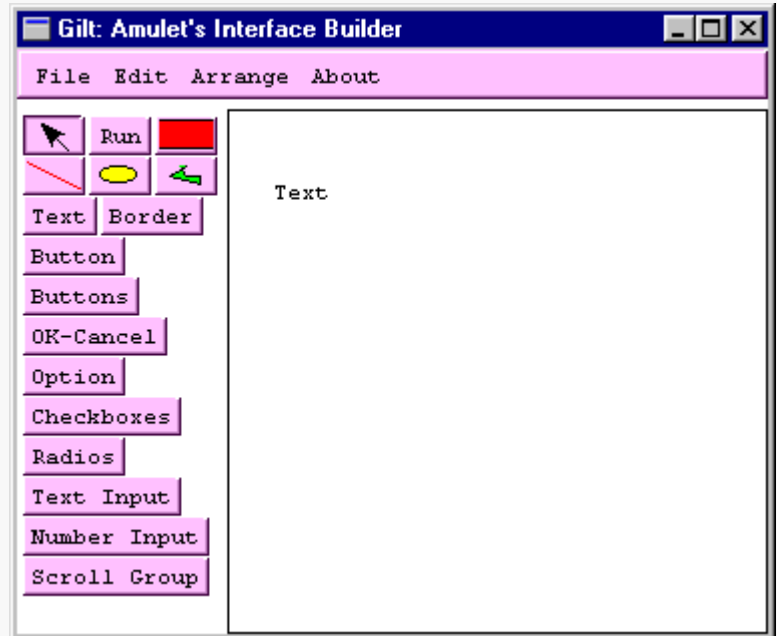 Gilt: Amulet's Interface Builder
File Edit Arrange About
Run
Text Border
Text
Button
Buttons
OK-Cancel
Option
Checkboxes
Radios
Text Input
Number Input
Scroll Group